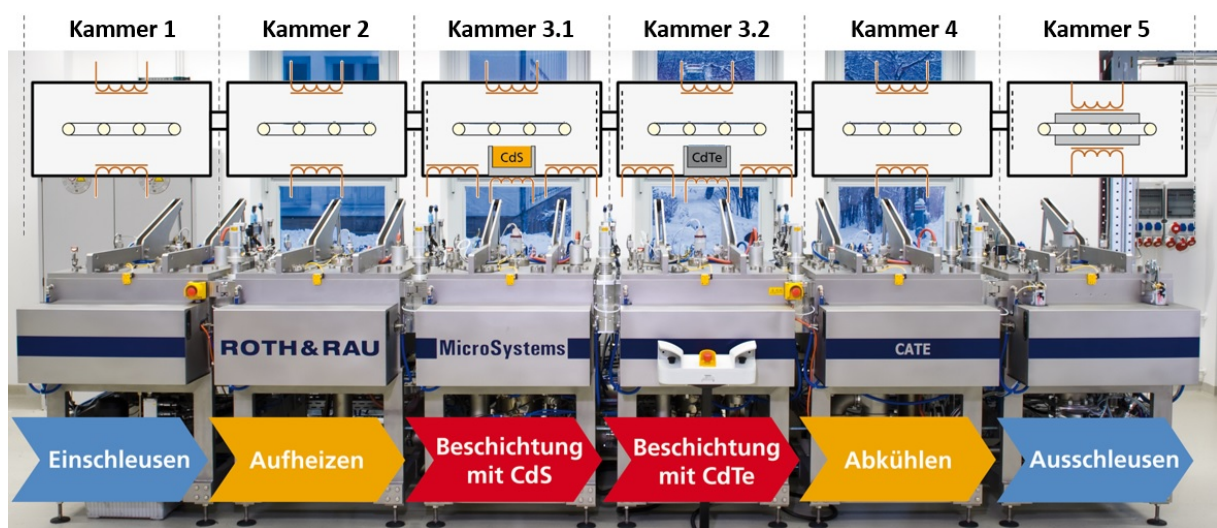 Kammer 1
Kammer 2
Kammer 3.1
Kammer 3.2
Kammer 4
Kammer 5
CdS
CdTe
ROTH&RAU
MicroSystems
CATE
Einschleusen
Aufheizen
Beschichtung
mit CdS
Beschichtung
mit CdTe
Abkühlen
Ausschleusen